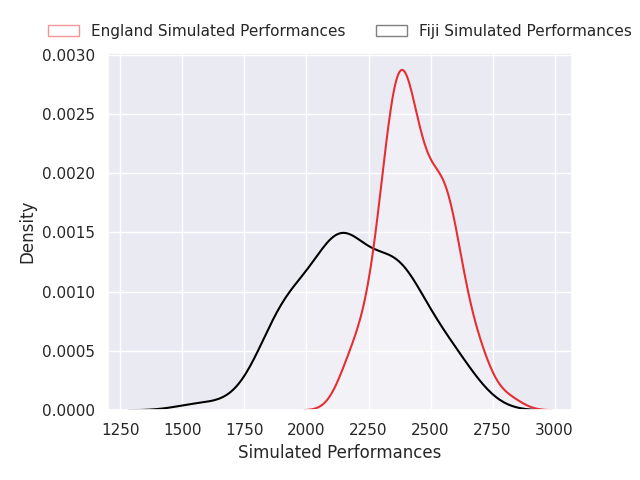 England Simulated Performances Fiji Simulated Performances
0.0030
0.0025
0.0020
0.0015
0.0010
0.0005
0.0000
Density
1250 1500 1750 2000 2250 2500 2750 3000
Simulated Performances